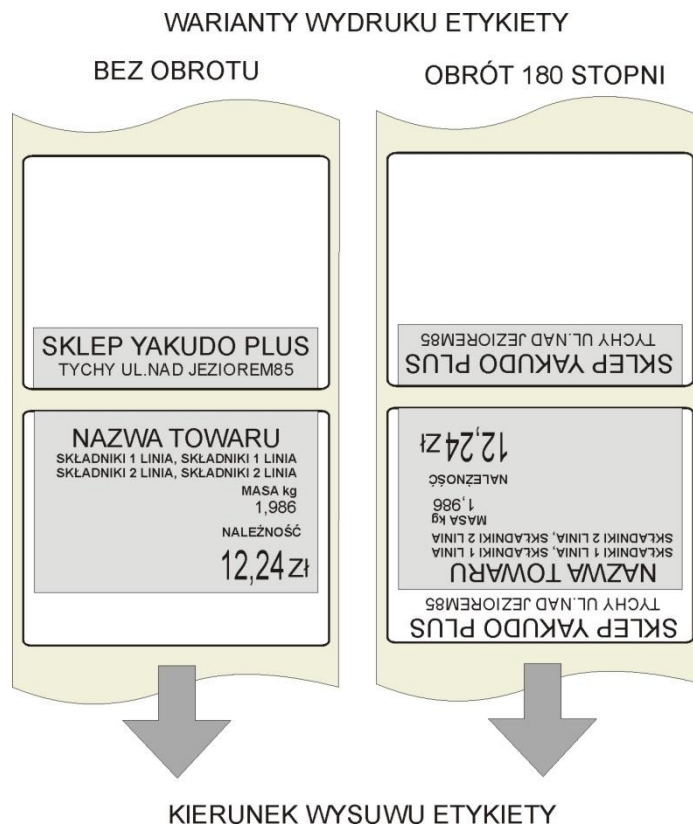 WARIANTY WYDRUKU ETYKIETY
BEZ OBROTU
SKLEP YAKUDO PLUS
TYCHY UL.NAD JEZIOREM85
NAZWA TOWARU
SKŁADNIKI 1 LINIA, SKŁADNIKI 1 LINIA
SKŁADNIKI 2 LINIA, SKŁADNIKI 2 LINIA
MASA kg
1,986
NALEŻNOŚĆ
12,24 Zł
OBRÓT 180 STOPNI
SKLEP YAKUDO PLUS
TYCHY UL.NAD JEZIOREM85
SKLEP YAKUDO PLUS
TYCHY UL.NAD JEZIOREM85
NAZWA TOWARU
SKŁADNIKI 1 LINIA, SKŁADNIKI 1 LINIA
SKŁADNIKI 2 LINIA, SKŁADNIKI 2 LINIA
MASA kg
1,986
NALEŻNOŚĆ
12,24 Zł
KIERUNEK WYSUWU ETYKIETY